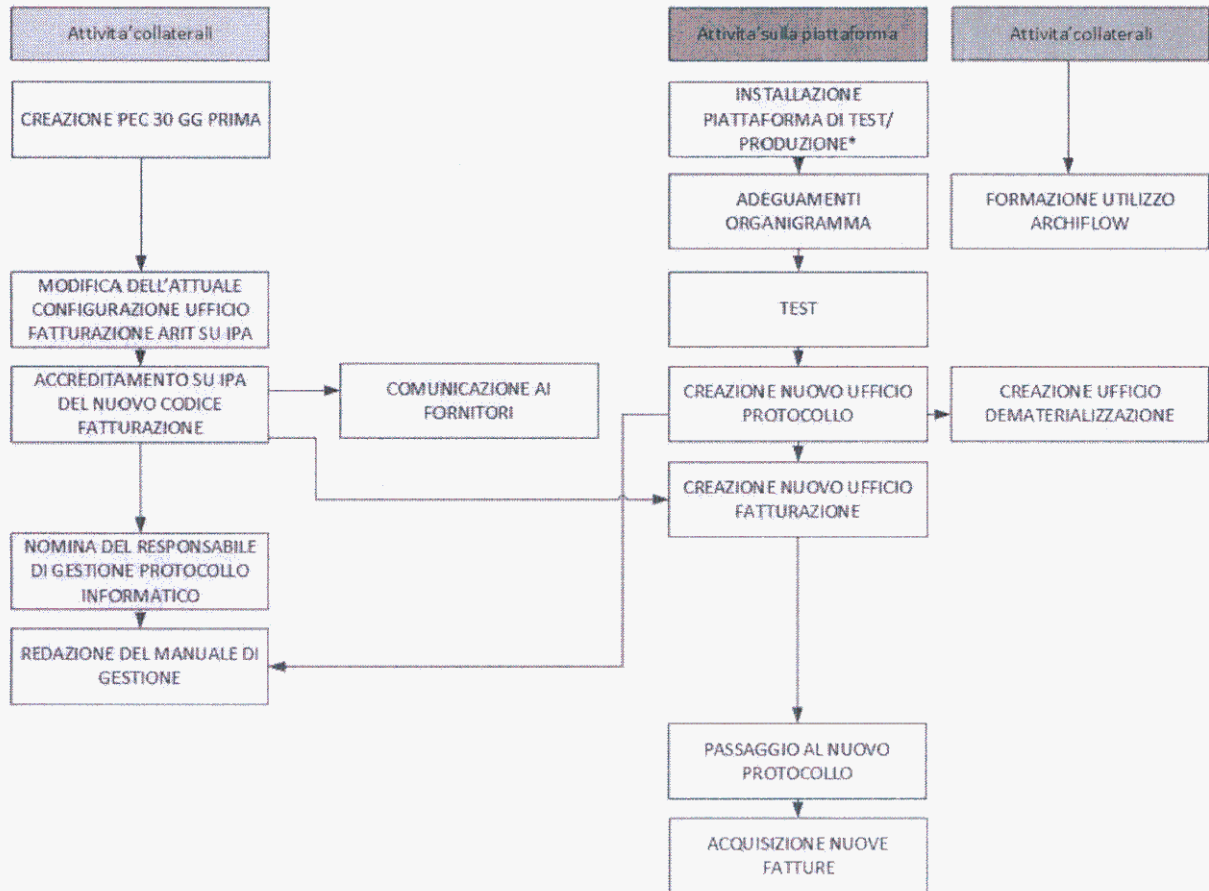 Attivita' collaterali
Attivita' sulla piattaforma
Attivita' collaterali
CREAZIONE PEC 30 GG PRIMA
INSTALLAZIONE
PIATTAFORMA DI TEST/
PRODUZIONE*
ADEGUAMENTI
ORGANIGRAMMA
FORMAZIONE UTILIZZO
ARCHIFLOW
MODIFICA DELL'ATTUALE
CONFIGURAZIONE UFFICIO
FATTURAZIONE ARIT SU IPA
TEST
ACCREDITAMENTO SU IPA
DEL NUOVO CODICE
FATTURAZIONE
COMUNICAZIONE AI
FORNITORI
CREAZIONE NUOVO UFFICIO
PROTOCOLLO
CREAZIONE UFFICIO
DEMATERIALIZZAZIONE
CREAZIONE NUOVO UFFICIO
FATTURAZIONE
NOMINA DEL RESPONSABILE
DI GESTIONE PROTOCOLLO
INFORMATICO
REDAZIONE DEL MANUALE DI
GESTIONE
PASSAGGIO AL NUOVO
PROTOCOLLO
ACQUISIZIONE NUOVE
FATTURE